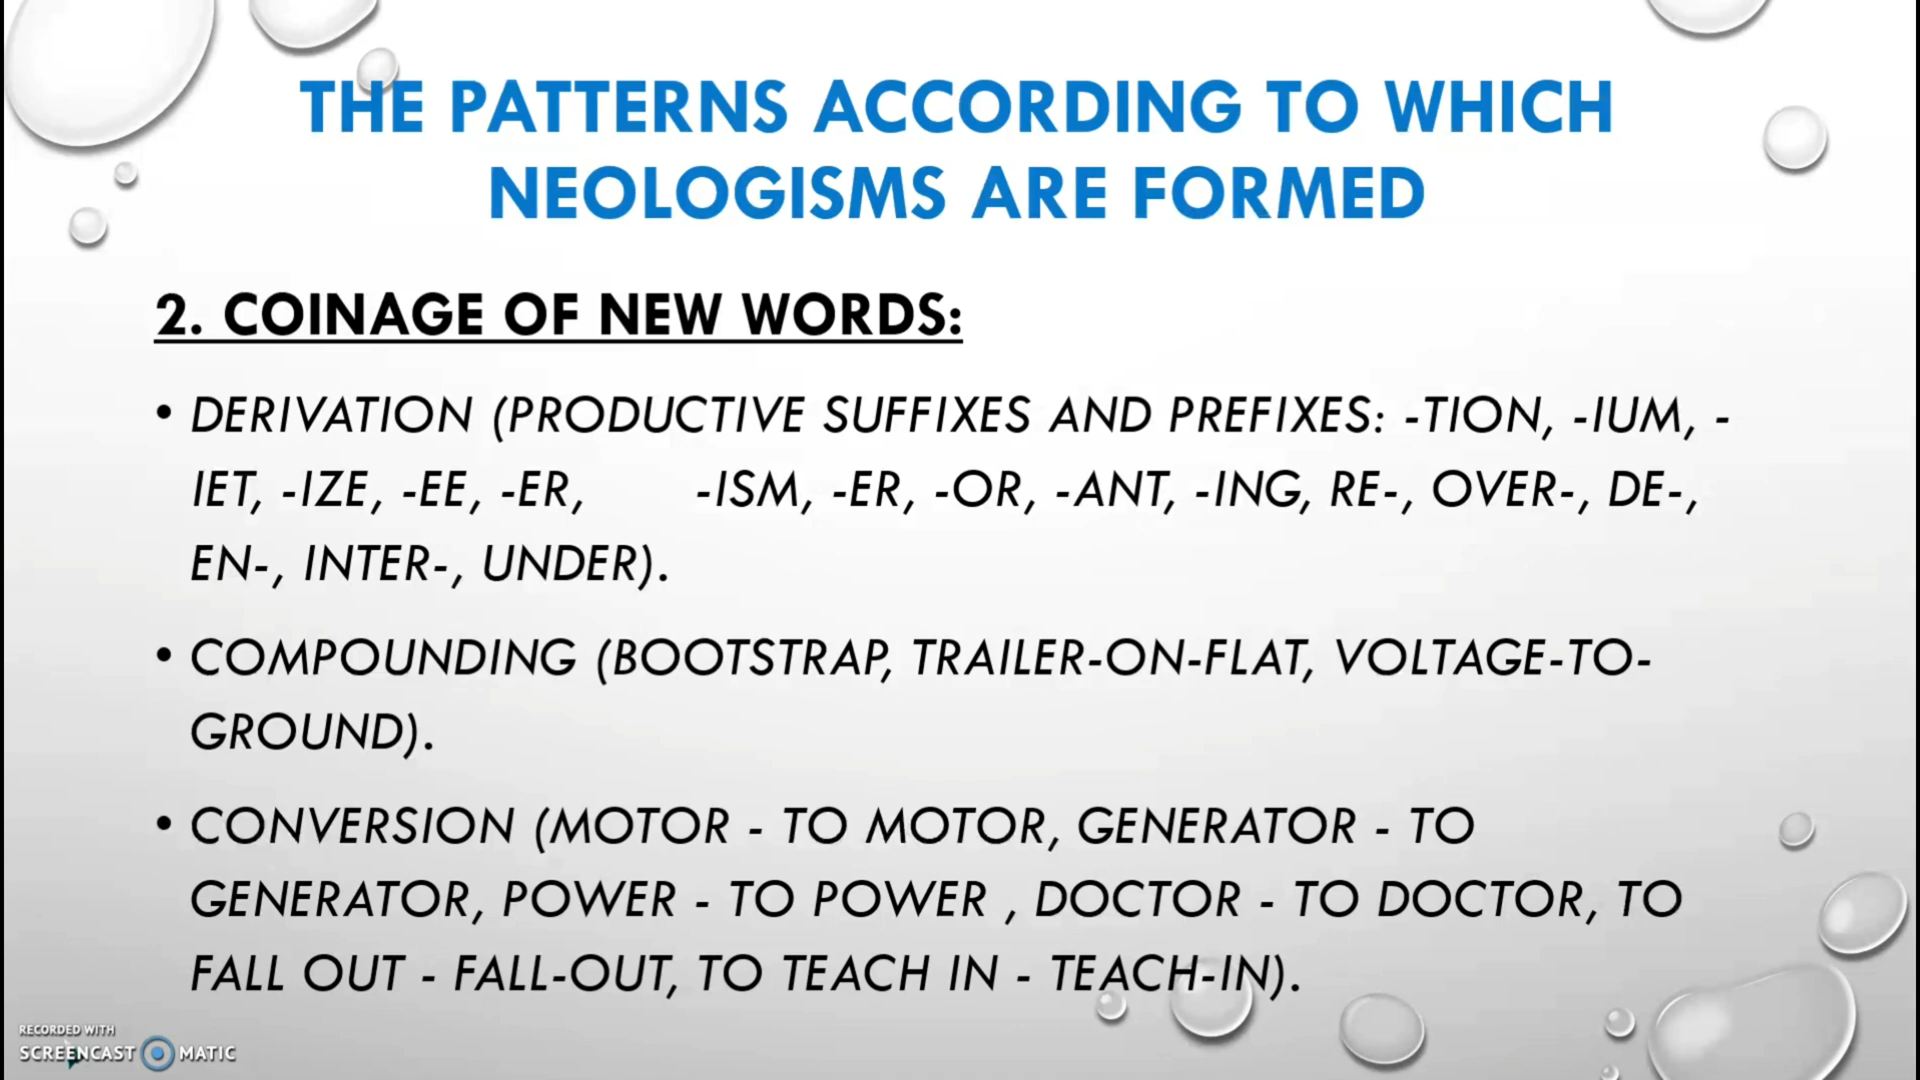 THE PATTERNS ACCORDING TO WHICH
NEOLOGISMS ARE FORMED
2. COINAGE OF NEW WORDS:
• DERIVATION (PRODUCTIVE SUFFIXES AND PREFIXES: -TION, -IUM, -
IET, -IZE, -EE, -ER, -ISM, -ER, -OR, -ANT, -ING, RE-, OVER-, DE-,
EN-, INTER-, UNDER).
• COMPOUNDING (BOOTSTRAP, TRAILER-ON-FLAT, VOLTAGE-TO-
GROUND).
• CONVERSION (MOTOR - TO MOTOR, GENERATOR - TO
GENERATOR, POWER - TO POWER , DOCTOR - TO DOCTOR, TO
FALL OUT - FALL-OUT, TO TEACH IN - TEACH-IN).
RECORDED WITH
SCREENCAST MATIC